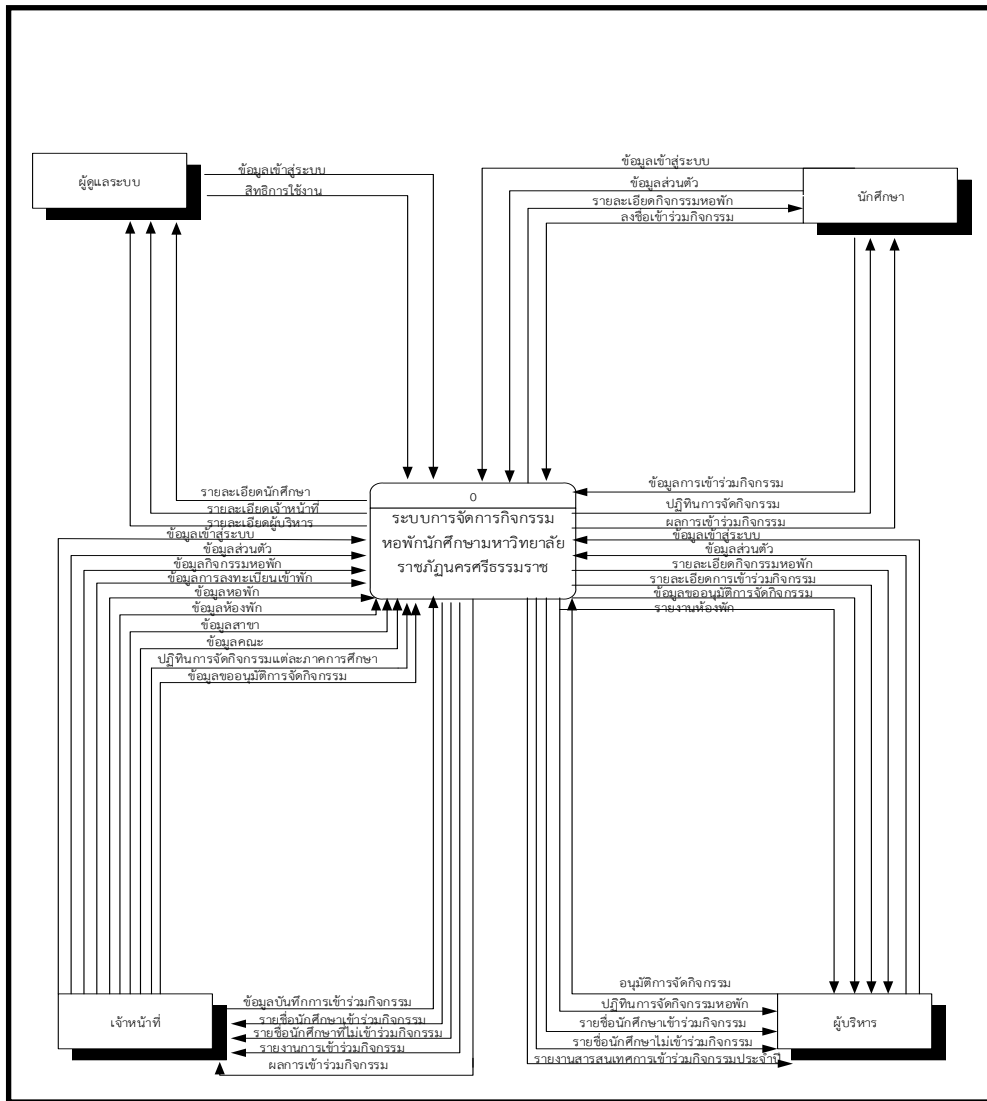 ผู้ดูแลระบบ
ข้อมูลเข้าสู่ระบบ
สิทธิการใช้งาน
ข้อมูลเข้าสู่ระบบ
ข้อมูลส่วนตัว
รายละเอียดกิจกรรมหอพัก
ลงชื่อเข้าร่วมกิจกรรม
นักศึกษา
รายละเอียดนักศึกษา
รายละเอียดเจ้าหน้าที่
รายละเอียดผู้บริหาร
0
ระบบการจัดการกิจกรรม
หอพักนักศึกษามหาวิทยาลัย
ราชภัฏนครศรีธรรมราช
ข้อมูลการเข้าร่วมกิจกรรม
ปฏิทินการจัดกิจกรรม
ผลการเข้าร่วมกิจกรรม
ข้อมูลเข้าสู่ระบบ
ข้อมูลส่วนตัว
ข้อมูลกิจกรรมหอพัก
ข้อมูลการลงทะเบียนเข้าพัก
ข้อมูลหอพัก
ข้อมูลห้องพัก
ข้อมูลสาขา
ข้อมูลคณะ
ปฏิทินการจัดกิจกรรมแต่ละภาคการศึกษา
ข้อมูลขออนุมัติการจัดกิจกรรม
ข้อมูลเข้าสู่ระบบ
ข้อมูลส่วนตัว
รายละเอียดกิจกรรมหอพัก
รายละเอียดการเข้าร่วมกิจกรรม
ข้อมูลขออนุมัติการจัดกิจกรรม
รายงานห้องพัก
เจ้าหน้าที่
ข้อมูลบันทึกการเข้าร่วมกิจกรรม
รายชื่อนักศึกษาเข้าร่วมกิจกรรม
รายชื่อนักศึกษาที่ไม่เข้าร่วมกิจกรรม
รายงานการเข้าร่วมกิจกรรม
ผลการเข้าร่วมกิจกรรม
อนุมัติการจัดกิจกรรม
ปฏิทินการจัดกิจกรรมหอพัก
รายชื่อนักศึกษาเข้าร่วมกิจกรรม
รายชื่อนักศึกษาไม่เข้าร่วมกิจกรรม
รายงานสารสนเทศการเข้าร่วมกิจกรรมประจำปี
ผู้บริหาร